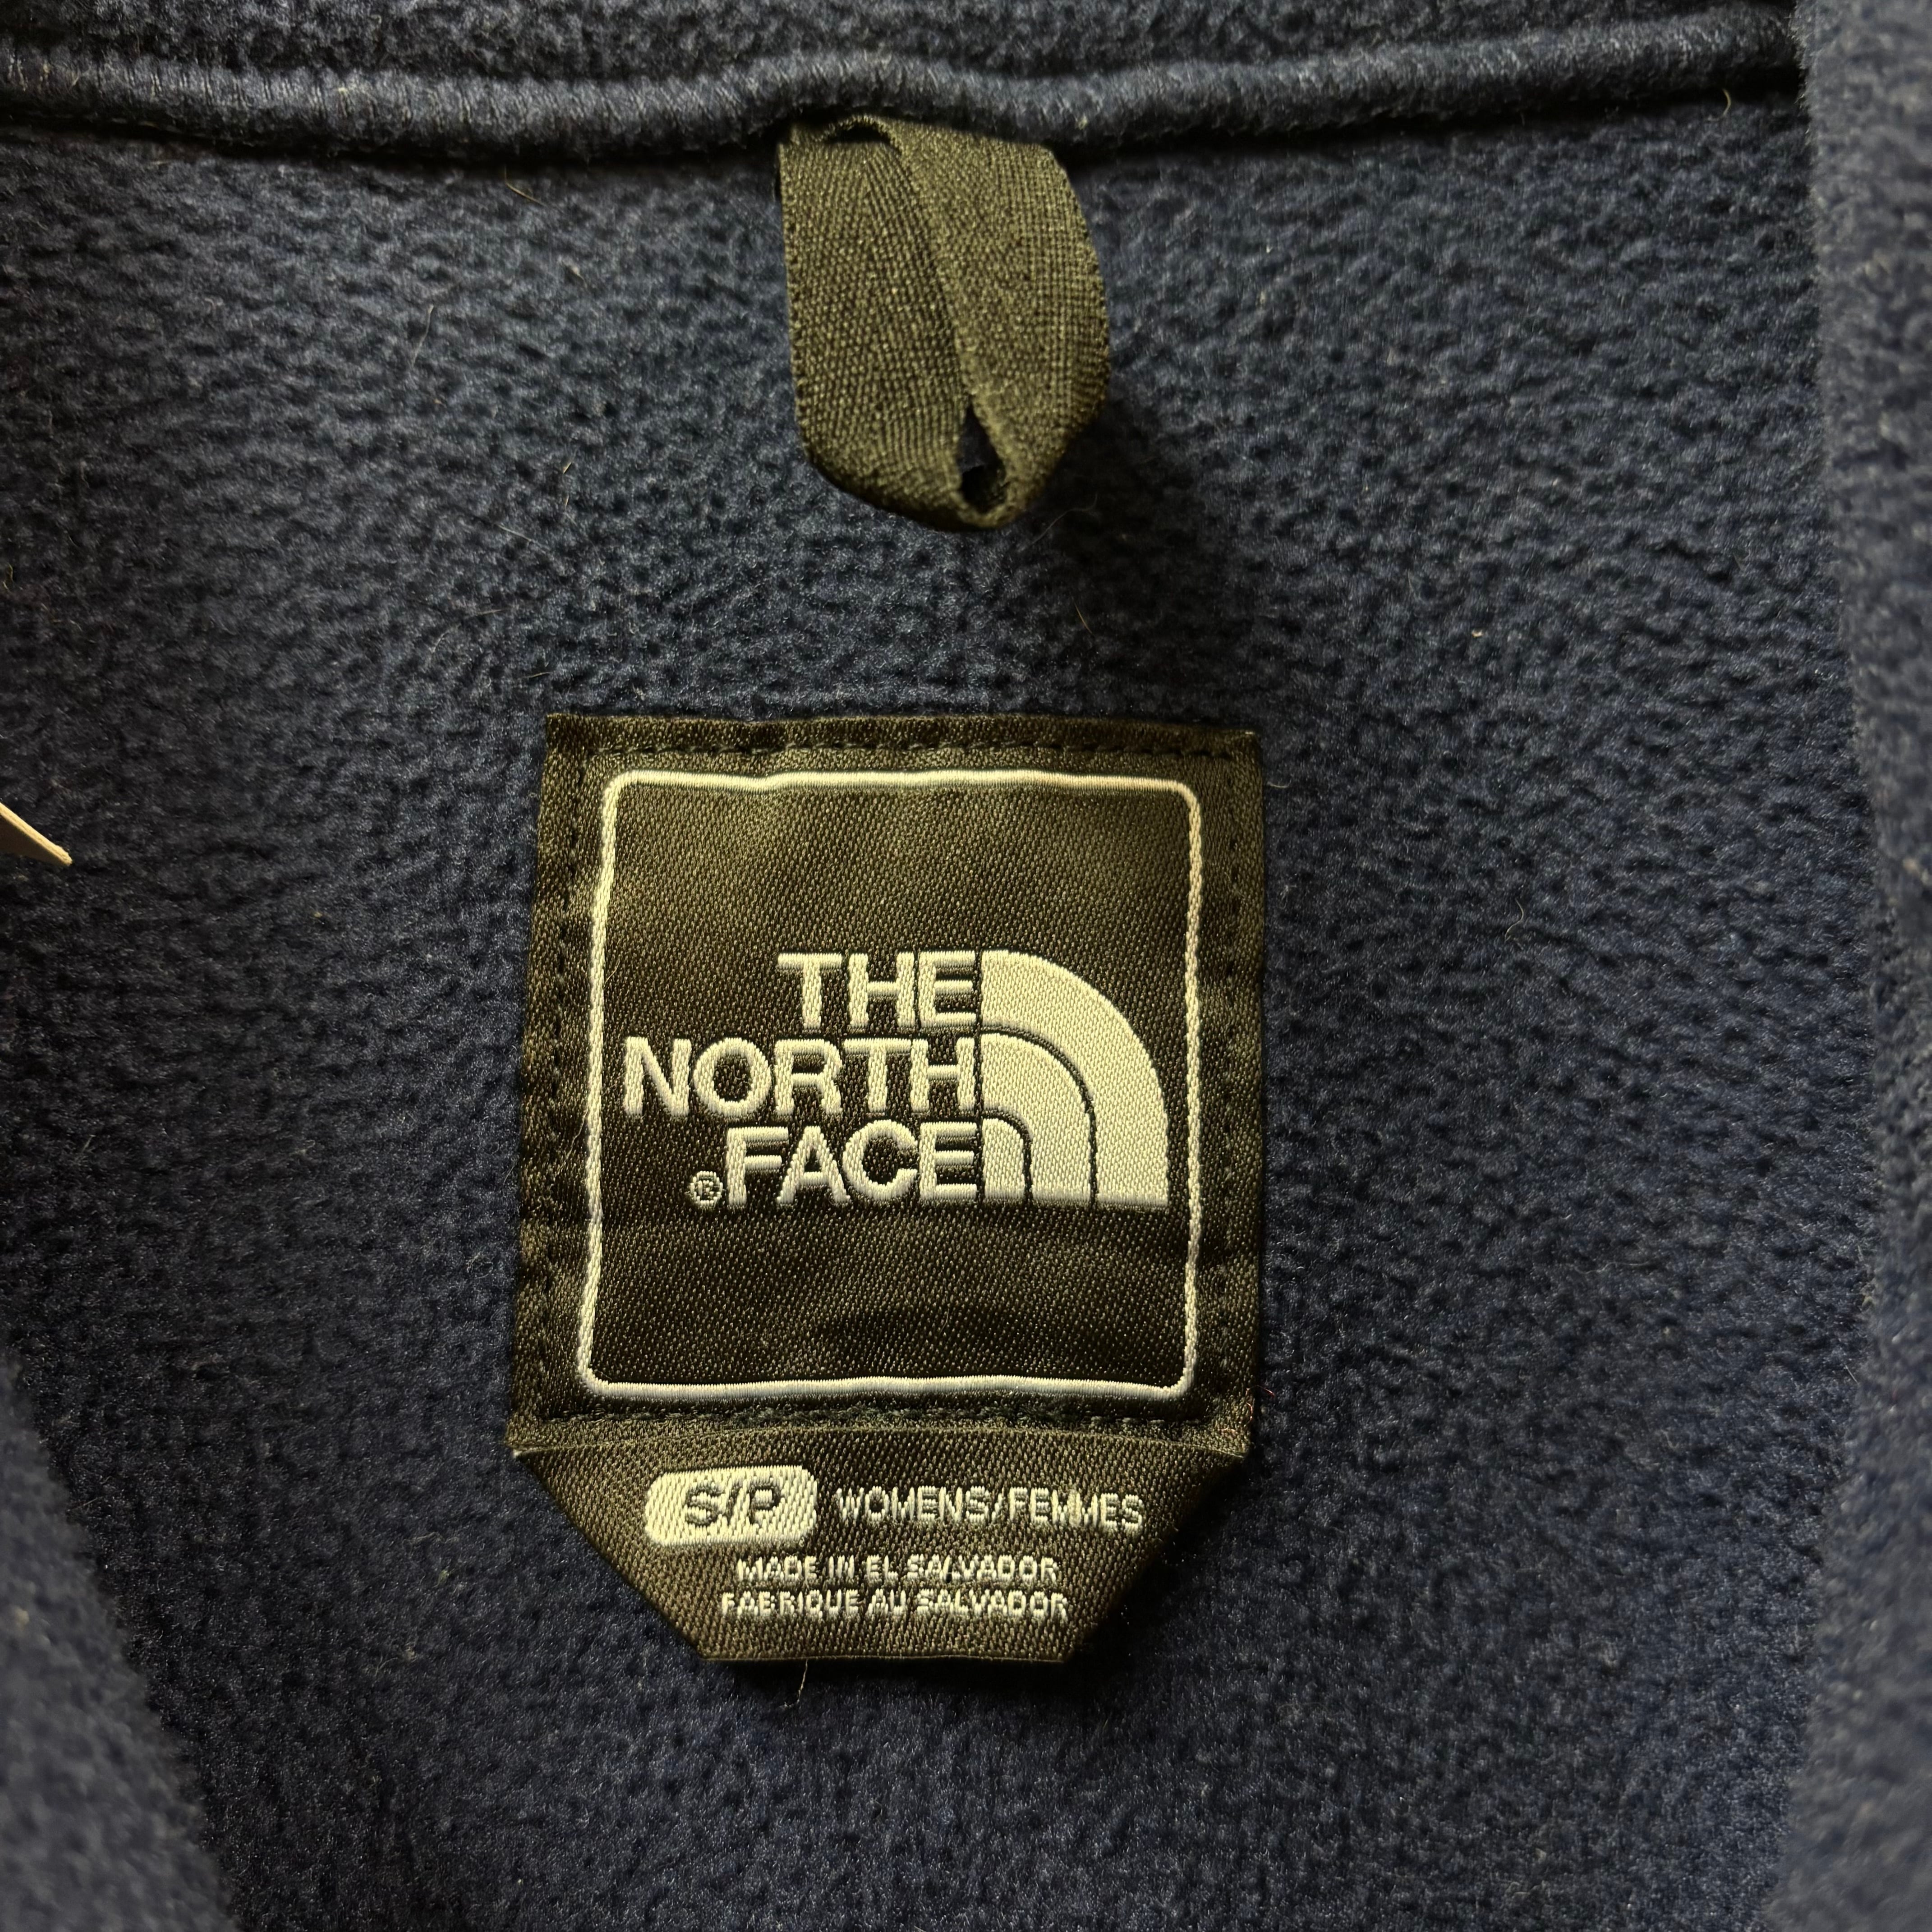 THE
NORTH
®FACE
S/P WOMENS/FEMMES
MADE IN EL SALVADOR
FABRIQUE AU SALVADOR